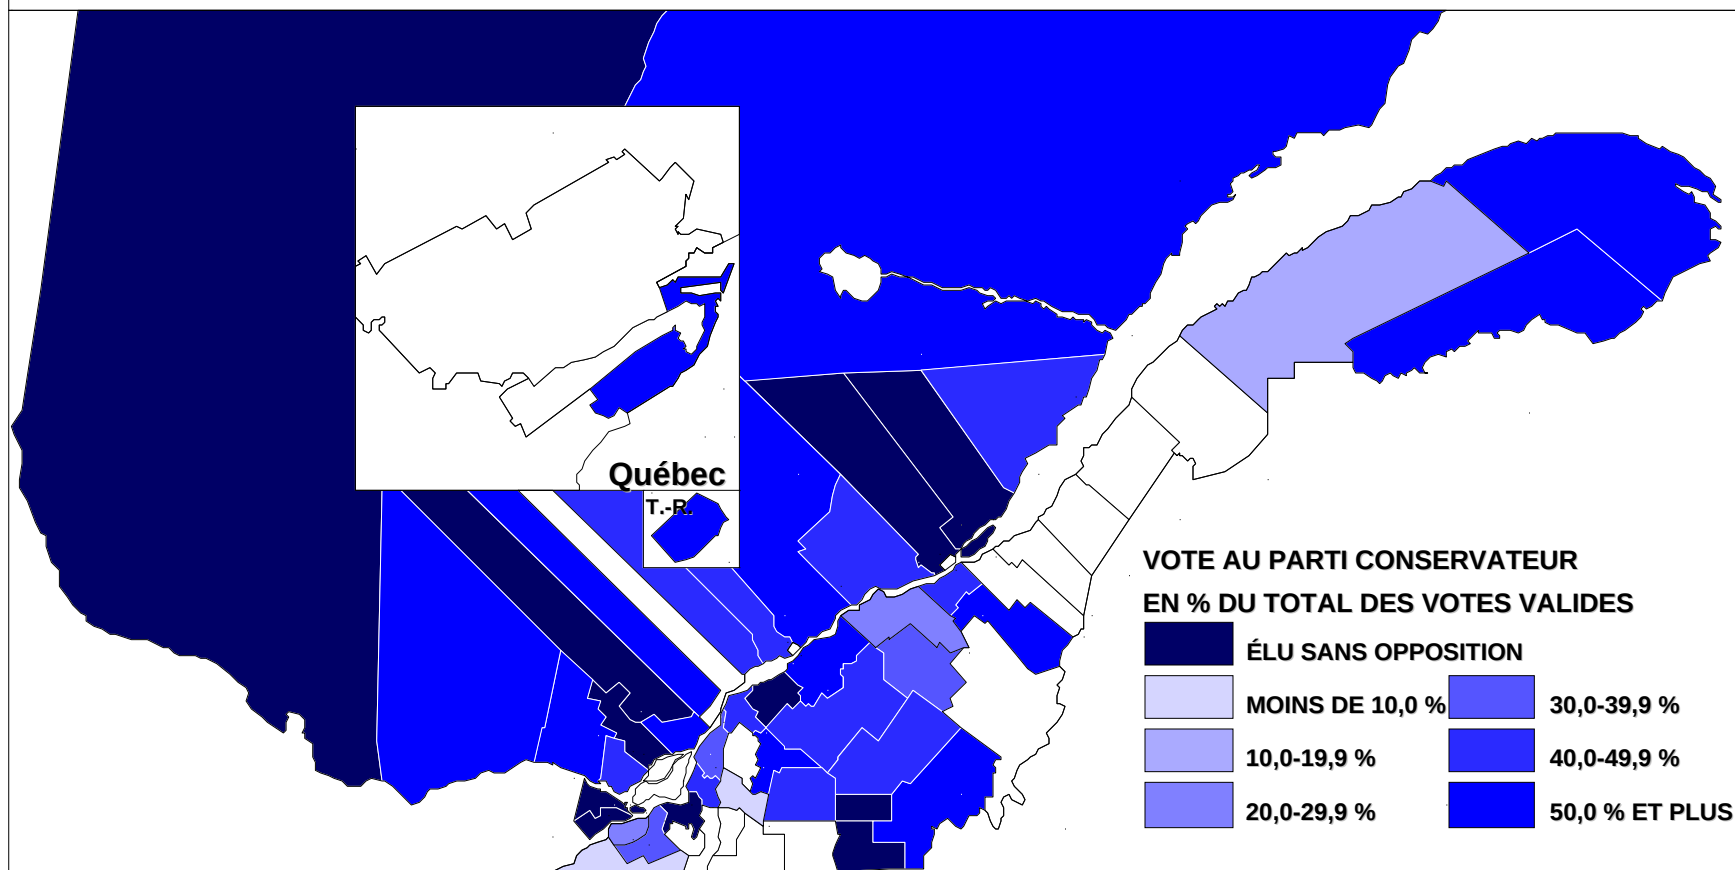 Québec
T.-R.
VOTE AU PARTI CONSERVATEUR
EN % DU TOTAL DES VOTES VALIDES
ÉLU SANS OPPOSITION
MOINS DE 10,0 %
30,0-39,9 %
10,0-19,9 %
40,0-49,9 %
20,0-29,9 %
50,0 % ET PLUS